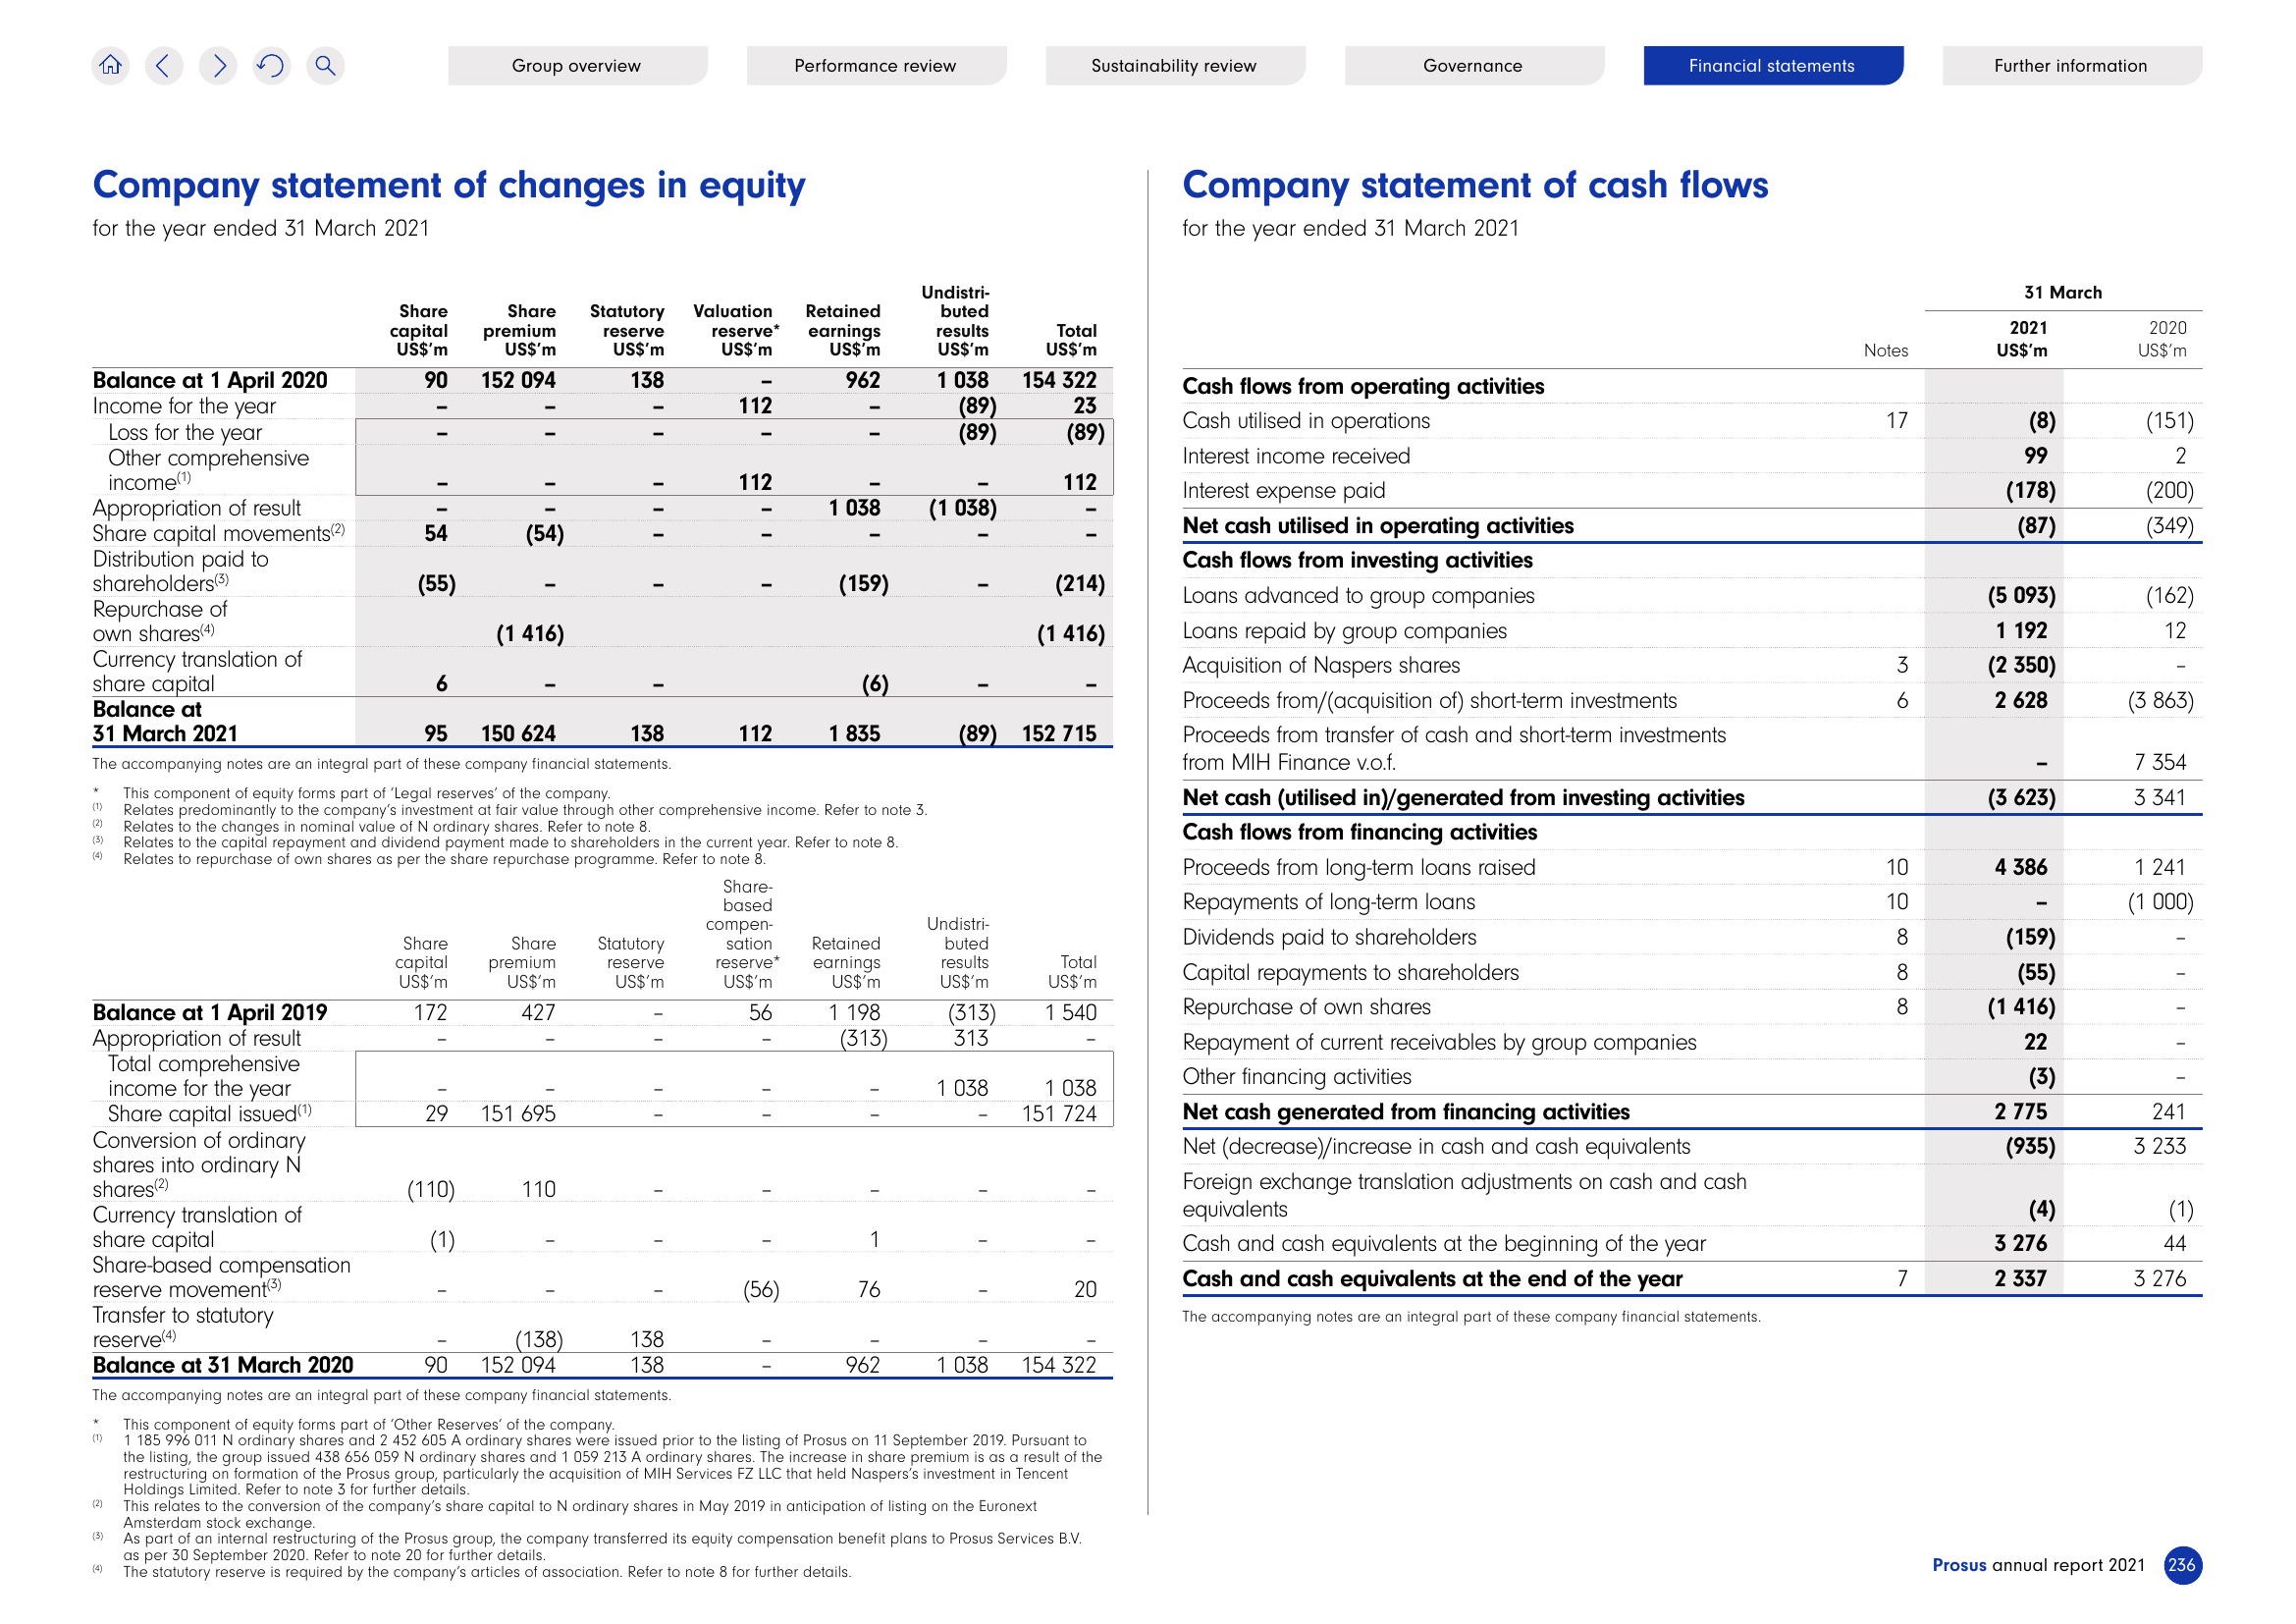 Group overview
Performance review
Sustainability review
Governance
Financial statements
Further information
Company statement of changes in equity
for the year ended 31 March 2021
Share capital US$'m Share premium US$'m Statutory reserve US$'m Valuation reserve* US$'m Retained earnings US$'m Undistri-buted results US$'m Total US$'m
Balance at 1 April 2020 90 152 094 138 – 962 1 038 154 322
Income for the year – – – 112 – (89) 23
Loss for the year – – – – – (89) (89)
Other comprehensive
income(1) – – – 112 – – 112
Appropriation of result – – – – 1 038 (1 038) –
Share capital movements(2) 54 (54) – – – – –
Distribution paid to
shareholders(3) (55) – – – (159) – (214)
Repurchase of
own shares(4) (1 416) (1 416)
Currency translation of
share capital 6 – – (6) – –
Balance at
31 March 2021 95 150 624 138 112 1 835 (89) 152 715
The accompanying notes are an integral part of these company financial statements.
* This component of equity forms part of 'Legal reserves' of the company.
(1) Relates predominantly to the company's investment at fair value through other comprehensive income. Refer to note 3.
(2) Relates to the changes in nominal value of N ordinary shares. Refer to note 8.
(3) Relates to the capital repayment and dividend payment made to shareholders in the current year. Refer to note 8.
(4) Relates to repurchase of own shares as per the share repurchase programme. Refer to note 8.
Share capital US$'m Share premium US$'m Statutory reserve US$'m Share-based compen-sation reserve* US$'m Retained earnings US$'m Undistri-buted results US$'m Total US$'m
Balance at 1 April 2019 172 427 – 56 1 198 (313) 1 540
Appropriation of result – – – – (313) 313 –
Total comprehensive
income for the year – – – – – 1 038 1 038
Share capital issued(1) 29 151 695 – – – – 151 724
Conversion of ordinary
shares into ordinary N
shares(2) (110) 110 – – – – –
Currency translation of
share capital (1) – – – 1 – –
Share-based compensation
reserve movement(3) – – – (56) 76 – 20
Transfer to statutory
reserve(4) – (138) 138 – – – –
Balance at 31 March 2020 90 152 094 138 – 962 1 038 154 322
The accompanying notes are an integral part of these company financial statements.
* This component of equity forms part of 'Other Reserves' of the company.
(1) 1 185 996 011 N ordinary shares and 2 452 605 A ordinary shares were issued prior to the listing of Prosus on 11 September 2019. Pursuant to
the listing, the group issued 438 656 059 N ordinary shares and 1 059 213 A ordinary shares. The increase in share premium is as a result of the
restructuring on formation of the Prosus group, particularly the acquisition of MIH Services FZ LLC that held Naspers's investment in Tencent
Holdings Limited. Refer to note 3 for further details.
(2) This relates to the conversion of the company's share capital to N ordinary shares in May 2019 in anticipation of listing on the Euronext
Amsterdam stock exchange.
(3) As part of an internal restructuring of the Prosus group, the company transferred its equity compensation benefit plans to Prosus Services B.V.
as per 30 September 2020. Refer to note 20 for further details.
(4) The statutory reserve is required by the company's articles of association. Refer to note 8 for further details.
Company statement of cash flows
for the year ended 31 March 2021
31 March
Notes 2021 US$'m 2020 US$'m
Cash flows from operating activities
Cash utilised in operations 17 (8) (151)
Interest income received 99 2
Interest expense paid (178) (200)
Net cash utilised in operating activities (87) (349)
Cash flows from investing activities
Loans advanced to group companies (5 093) (162)
Loans repaid by group companies 1 192 12
Acquisition of Naspers shares 3 (2 350) –
Proceeds from/(acquisition of) short-term investments 6 2 628 (3 863)
Proceeds from transfer of cash and short-term investments
from MIH Finance v.o.f. – 7 354
Net cash (utilised in)/generated from investing activities (3 623) 3 341
Cash flows from financing activities
Proceeds from long-term loans raised 10 4 386 1 241
Repayments of long-term loans 10 – (1 000)
Dividends paid to shareholders 8 (159) –
Capital repayments to shareholders 8 (55) –
Repurchase of own shares 8 (1 416) –
Repayment of current receivables by group companies 22 –
Other financing activities (3) –
Net cash generated from financing activities 2 775 241
Net (decrease)/increase in cash and cash equivalents (935) 3 233
Foreign exchange translation adjustments on cash and cash
equivalents (4) (1)
Cash and cash equivalents at the beginning of the year 3 276 44
Cash and cash equivalents at the end of the year 7 2 337 3 276
The accompanying notes are an integral part of these company financial statements.
Prosus annual report 2021 236